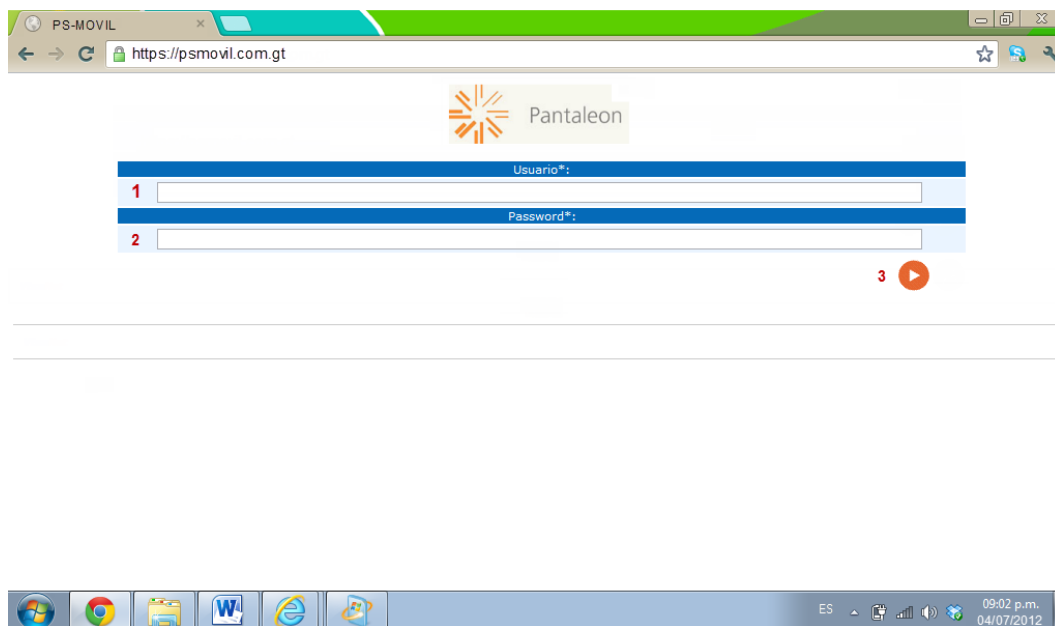 PS-MOVIL
https://psmovil.com.gt
Pantaleon
Usuario*:
1
Password*:
2
3
ES
09:02 p.m.
04/07/2012